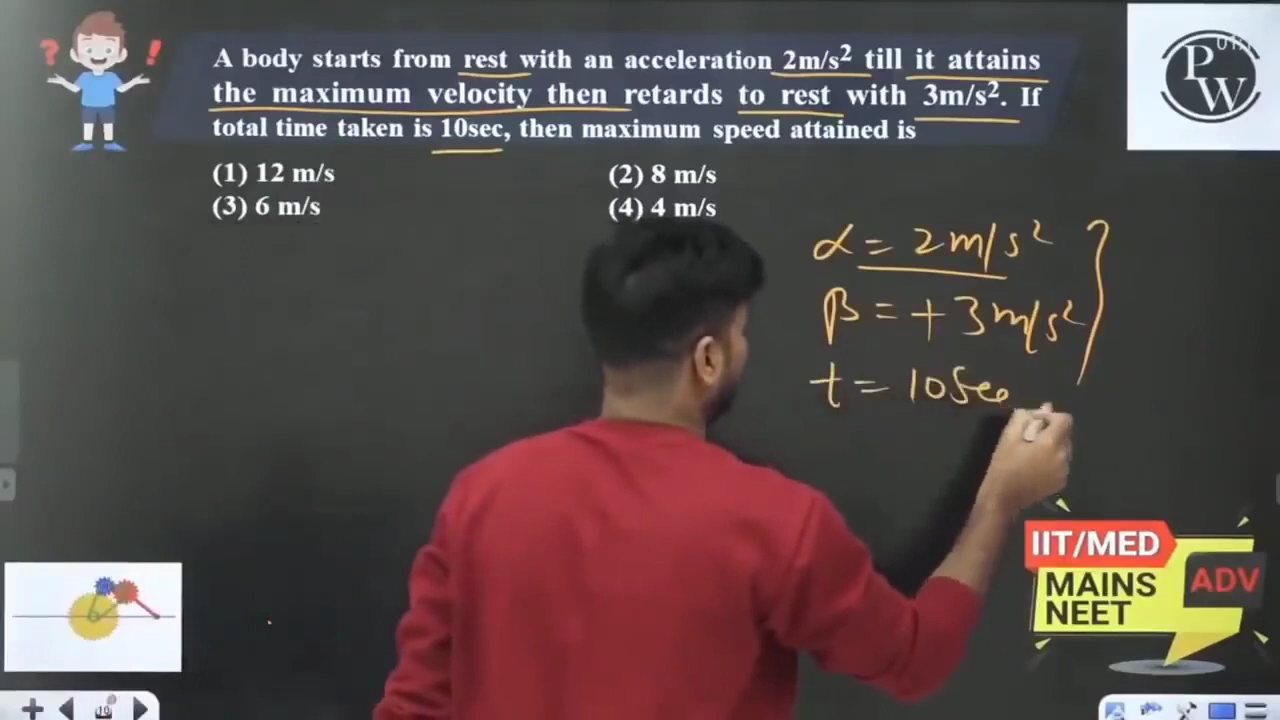 A body starts from rest with an acceleration 2m/s² till it attains
the maximum velocity then retards to rest with 3m/s². If
total time taken is 10sec, then maximum speed attained is
(1) 12 m/s
(2) 8 m/s
(3) 6 m/s
(4) 4 m/s
α = 2m/s²
β = +3m/s²
t = 10Sec
P
W
IIT/MED
MAINS
NEET
ADV